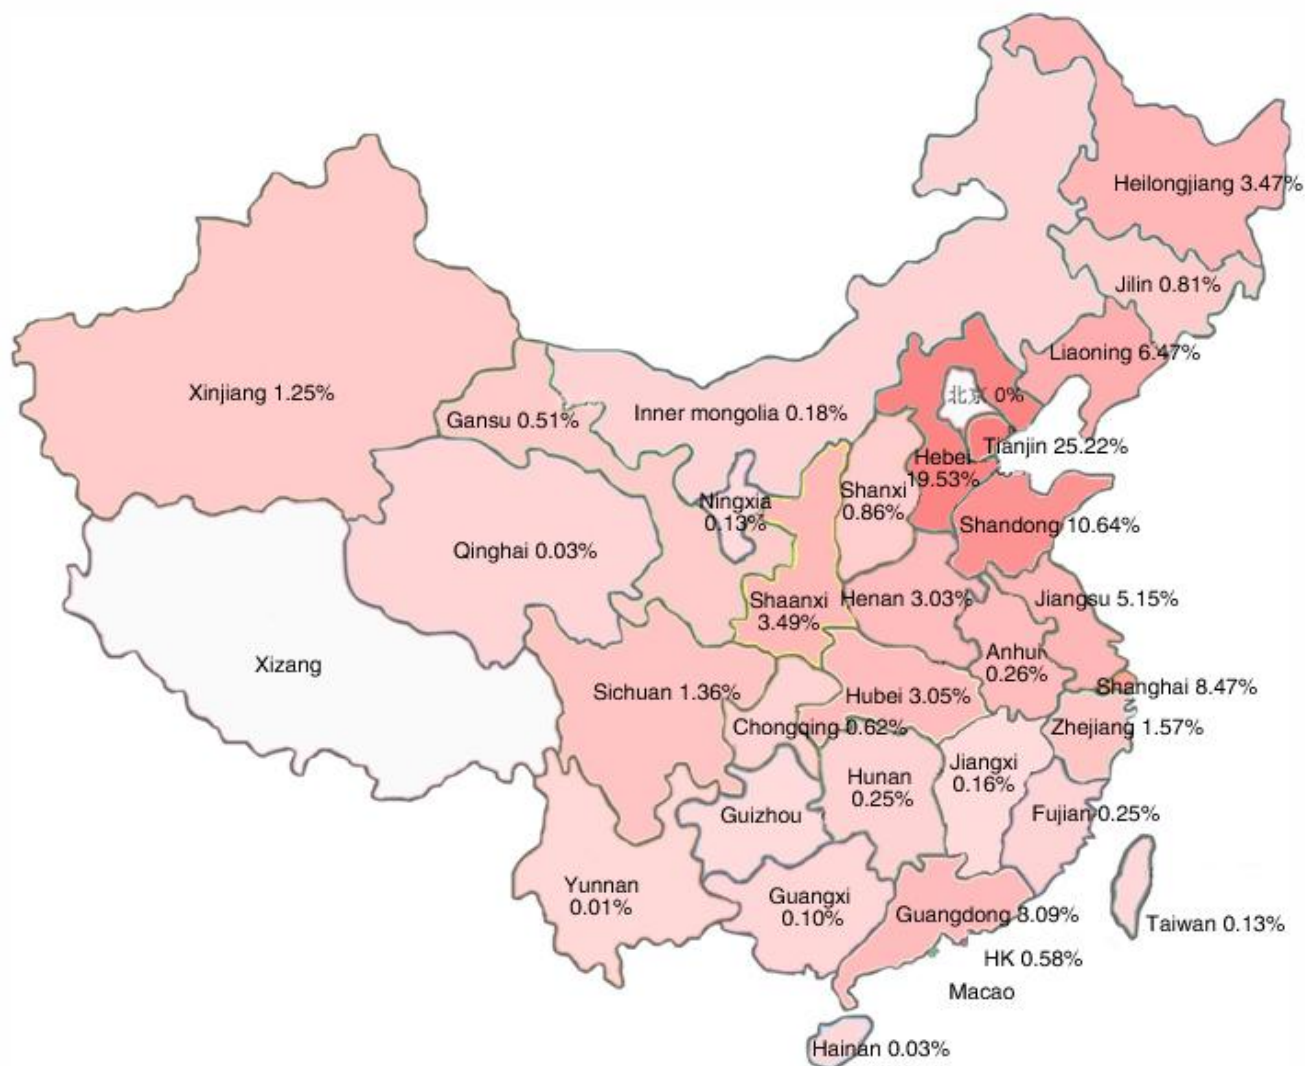 Heilongjiang 3.47%
Jilin 0.81%
Liaoning 6.47%
Xinjiang 1.25%
北京 0%
Inner mongolia 0.18%
Gansu 0.51%
Tianjin 25.22%
Hebei
19.53%
Shanxi
0.86%
Ningxia
0.13%
Shandong 10.64%
Qinghai 0.03%
Shaanxi
3.49%
Henan 3.03%
Jiangsu 5.15%
Anhui
0.26%
Xizang
Sichuan 1.36%
Hubei 3.05%
Shanghai 8.47%
Chongqing 0.62%
Zhejiang 1.57%
Jiangxi
0.16%
Hunan
0.25%
Guizhou
Fujian 0.25%
Yunnan
0.01%
Guangxi
0.10%
Guangdong 3.09%
Taiwan 0.13%
HK 0.58%
Macao
Hainan 0.03%